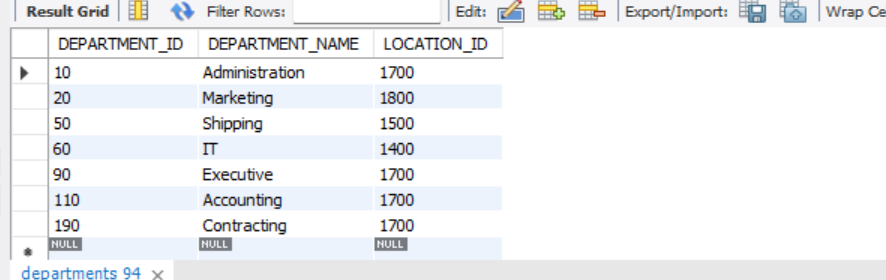 Result Grid Filter Rows: Edit: Export/Import: Wrap Ce
DEPARTMENT_ID DEPARTMENT_NAME LOCATION_ID
10 Administration 1700
20 Marketing 1800
50 Shipping 1500
60 IT 1400
90 Executive 1700
110 Accounting 1700
190 Contracting 1700
NULL NULL NULL
departments 94